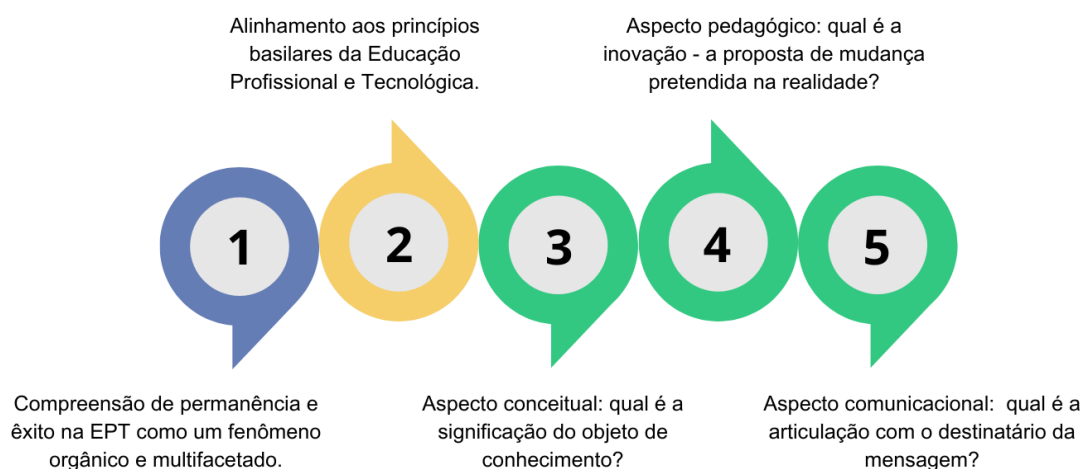 Alinhamento aos princípios
basilares da Educação
Profissional e Tecnológica.
Aspecto pedagógico: qual é a
inovação - a proposta de mudança
pretendida na realidade?
1
2
3
4
5
Compreensão de permanência e
êxito na EPT como um fenômeno
orgânico e multifacetado.
Aspecto conceitual: qual é a
significação do objeto de
conhecimento?
Aspecto comunicacional: qual é a
articulação com o destinatário da
mensagem?